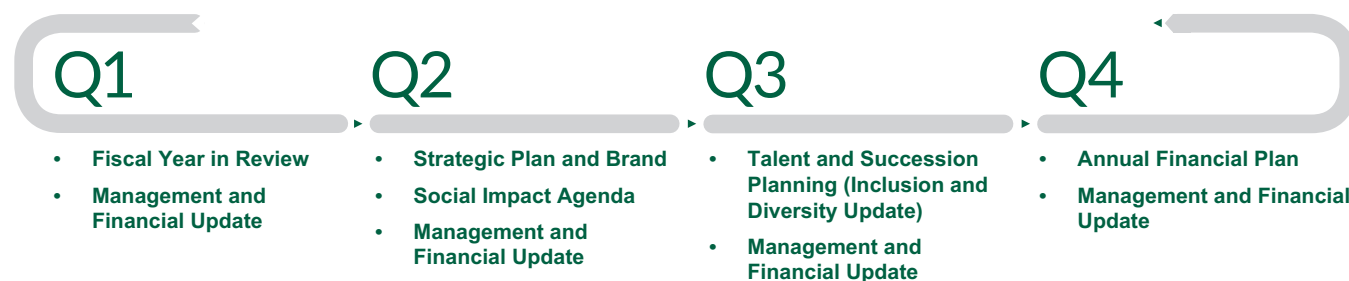 Q1
• Fiscal Year in Review
• Management and
Financial Update
Q2
• Strategic Plan and Brand
• Social Impact Agenda
• Management and
Financial Update
Q3
• Talent and Succession
Planning (Inclusion and
Diversity Update)
• Management and
Financial Update
Q4
• Annual Financial Plan
• Management and Financial
Update